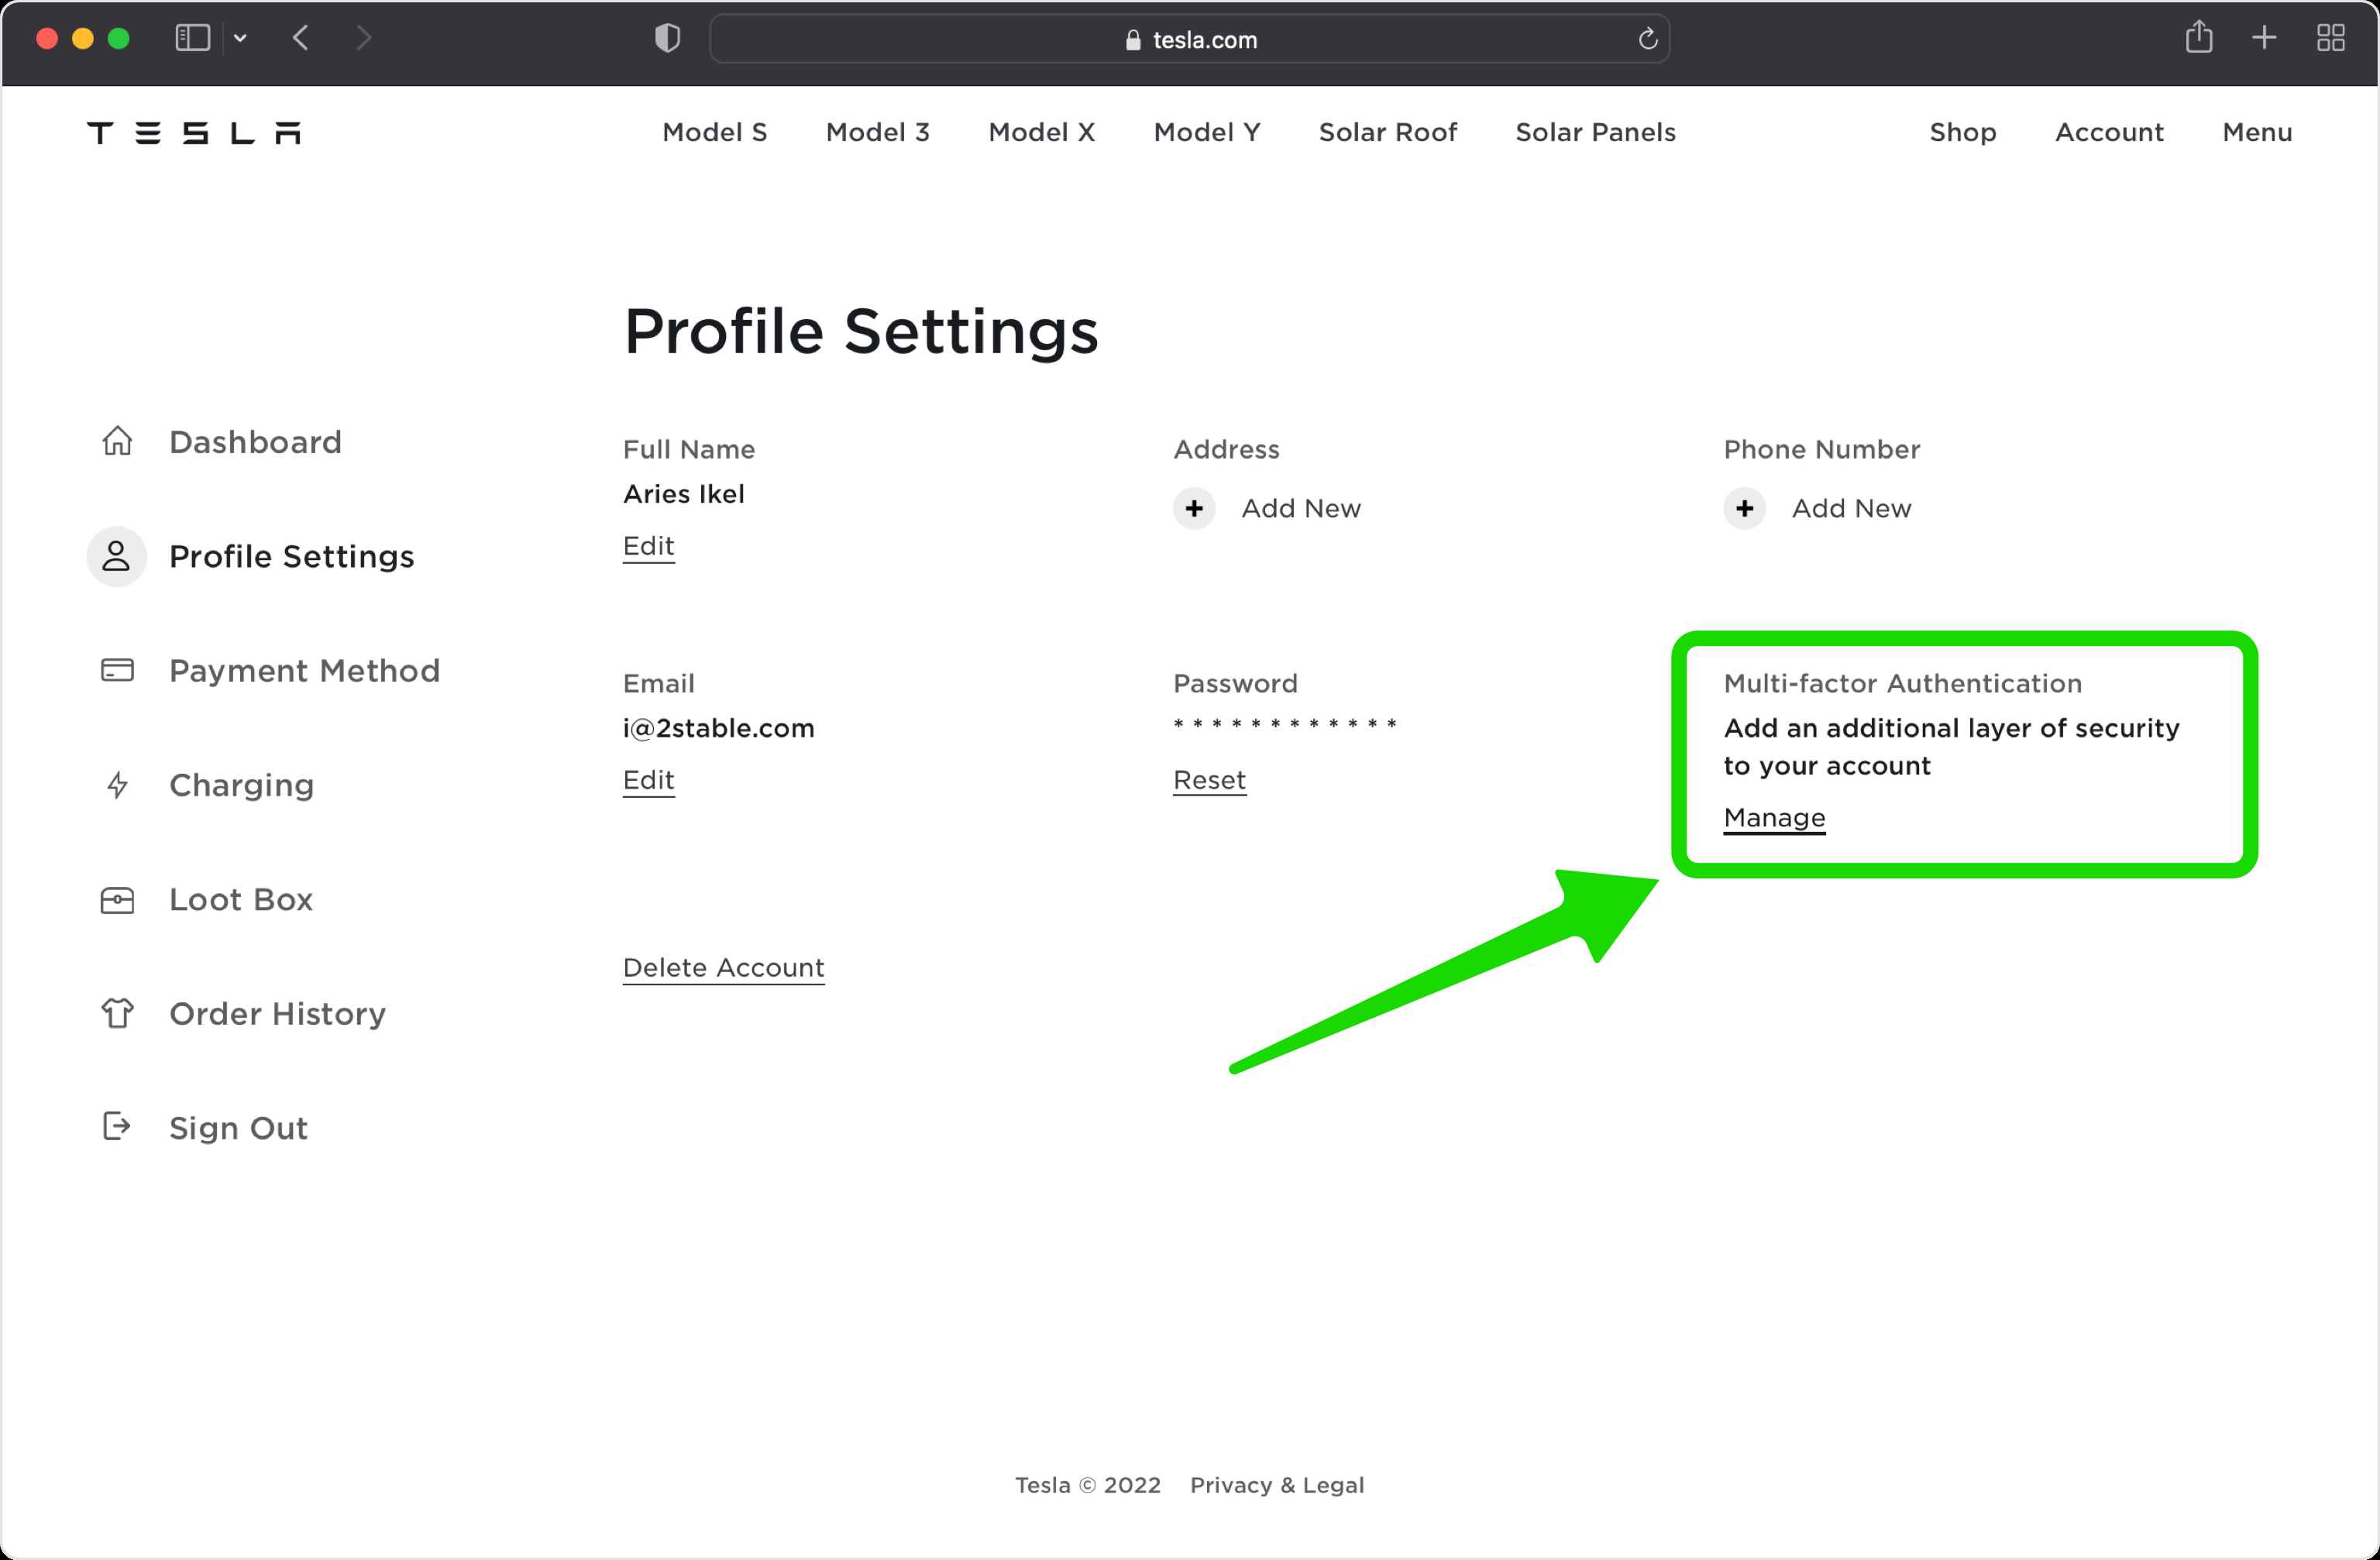 tesla.com
TESLA
Model S Model 3 Model X Model Y Solar Roof Solar Panels Shop Account Menu
Profile Settings
Dashboard
Profile Settings
Payment Method
Charging
Loot Box
Order History
Sign Out
Full Name
Aries Ikel
Edit
Address
+ Add New
Phone Number
+ Add New
Email
i@2stable.com
Edit
Password
* * * * * * * * * * * *
Reset
Multi-factor Authentication
Add an additional layer of security
to your account
Manage
Delete Account
Tesla © 2022 Privacy & Legal